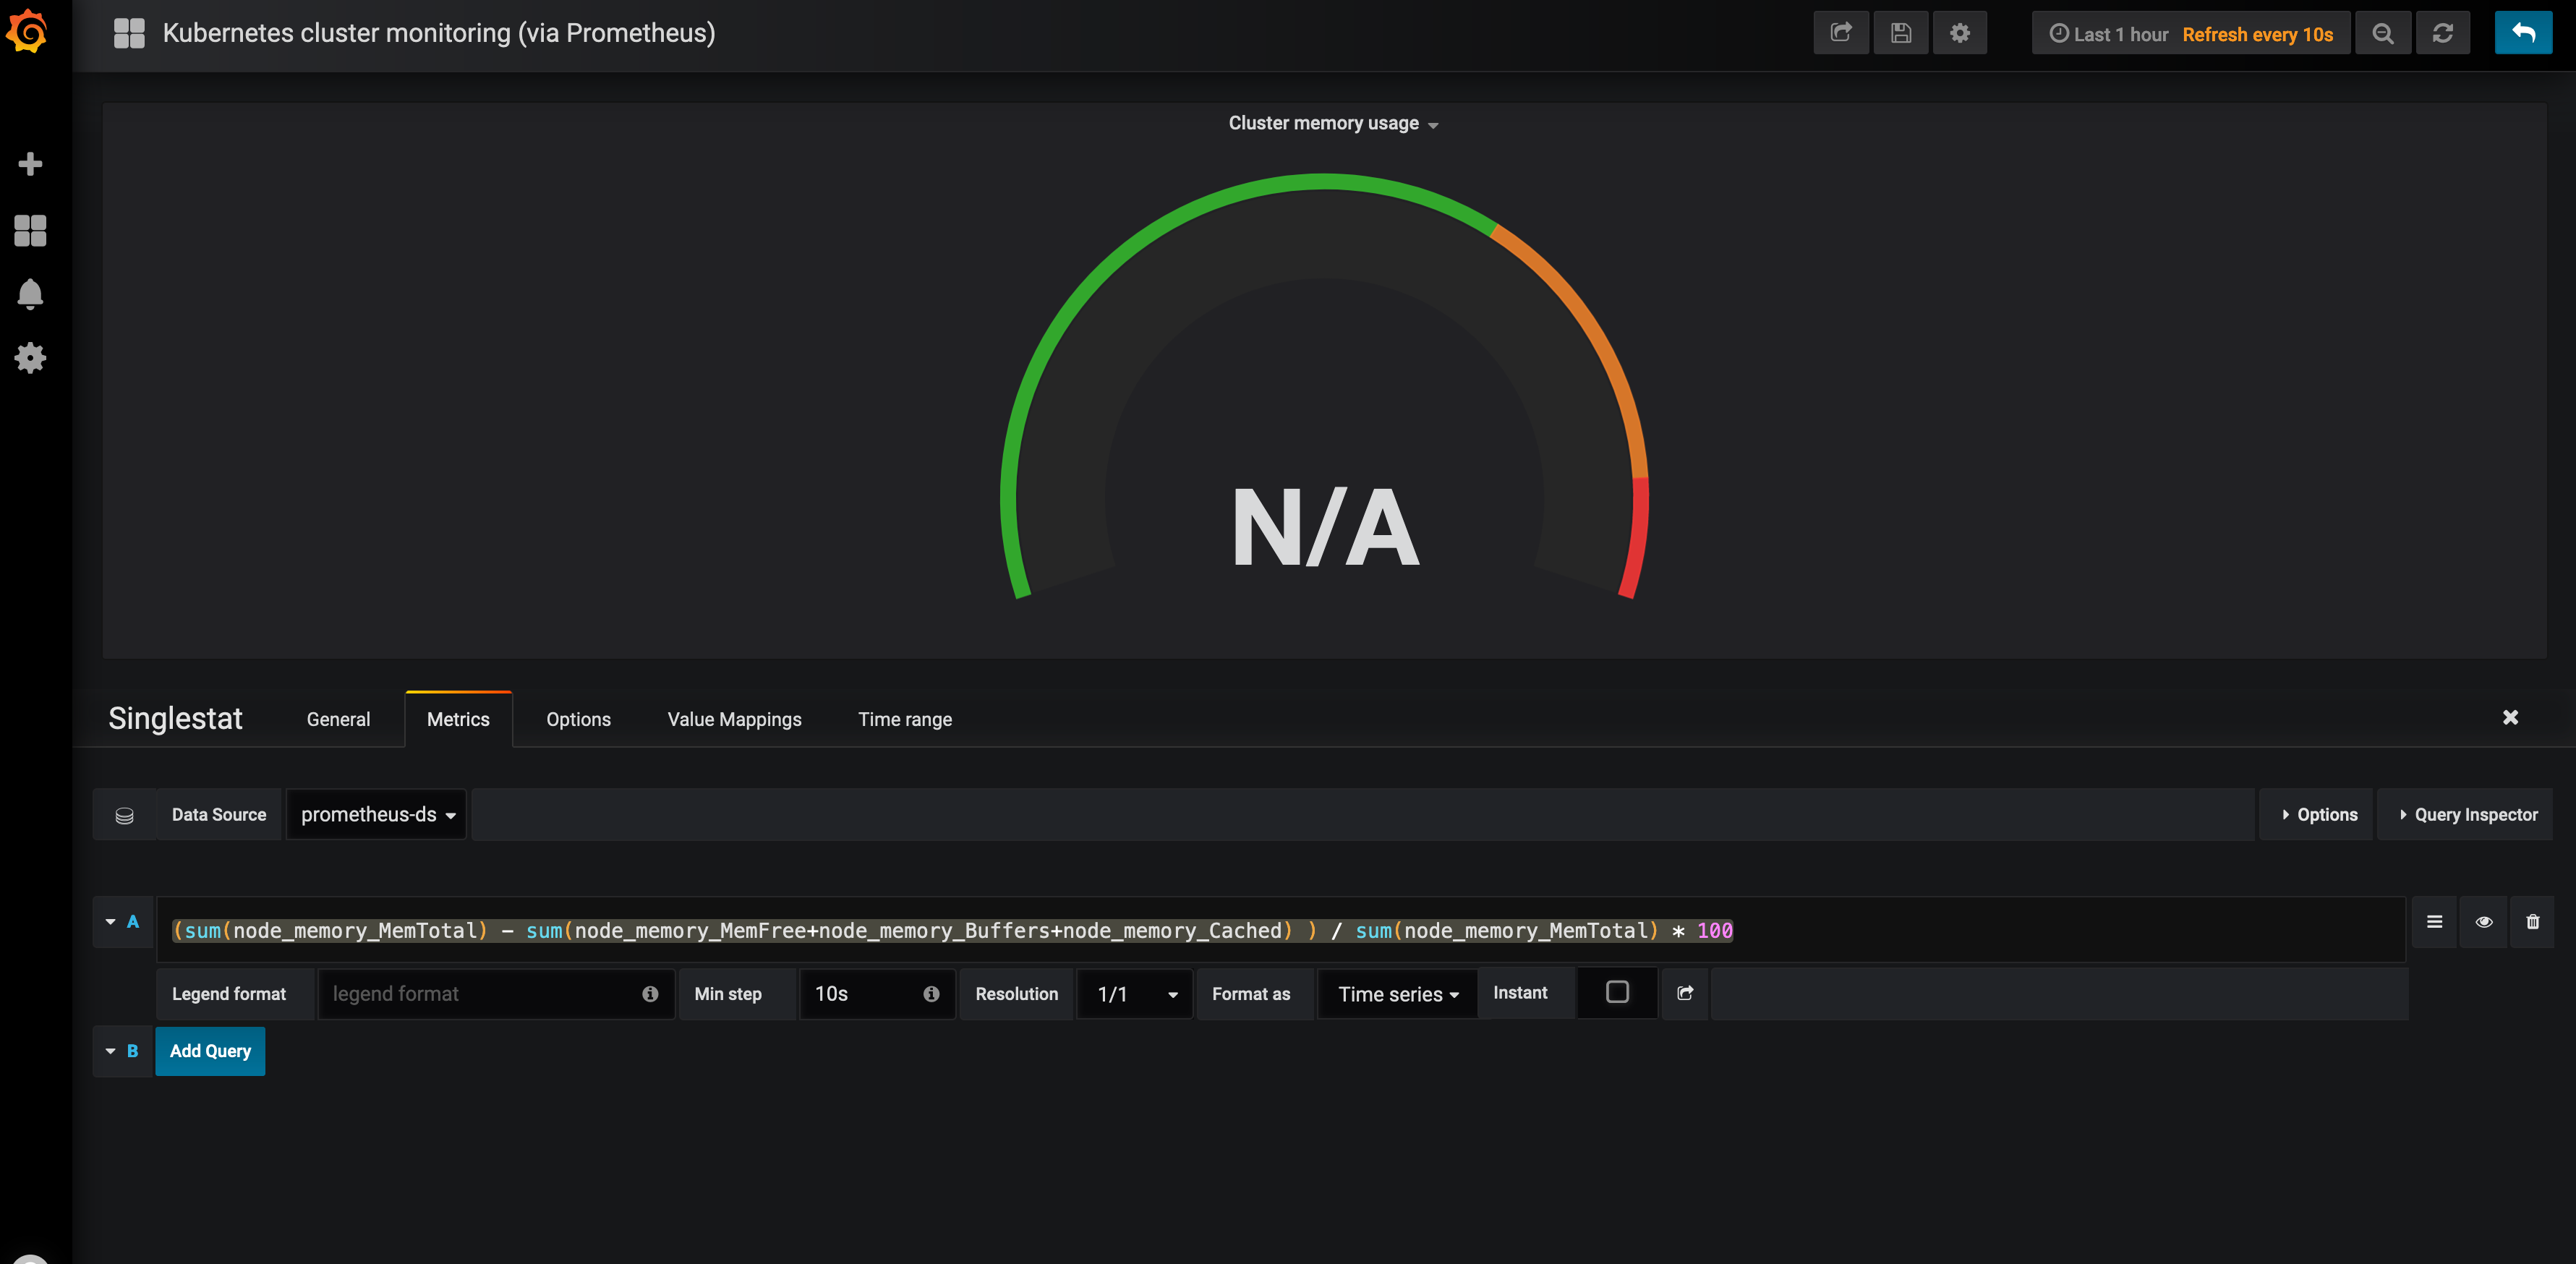 Kubernetes cluster monitoring (via Prometheus)
Last 1 hour Refresh every 10s
Cluster memory usage
N/A
Singlestat General Metrics Options Value Mappings Time range
Data Source prometheus-ds Options Query Inspector
A (sum(node_memory_MemTotal) - sum(node_memory_MemFree+node_memory_Buffers+node_memory_Cached) ) / sum(node_memory_MemTotal) * 100
Legend format legend format Min step 10s Resolution 1/1 Format as Time series Instant
B Add Query